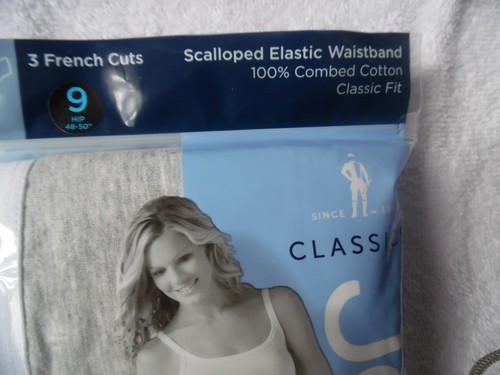 3 French Cuts
9
HIP
48-50"
Scalloped Elastic Waistband
100% Combed Cotton
Classic Fit
SINCE
CLASSI